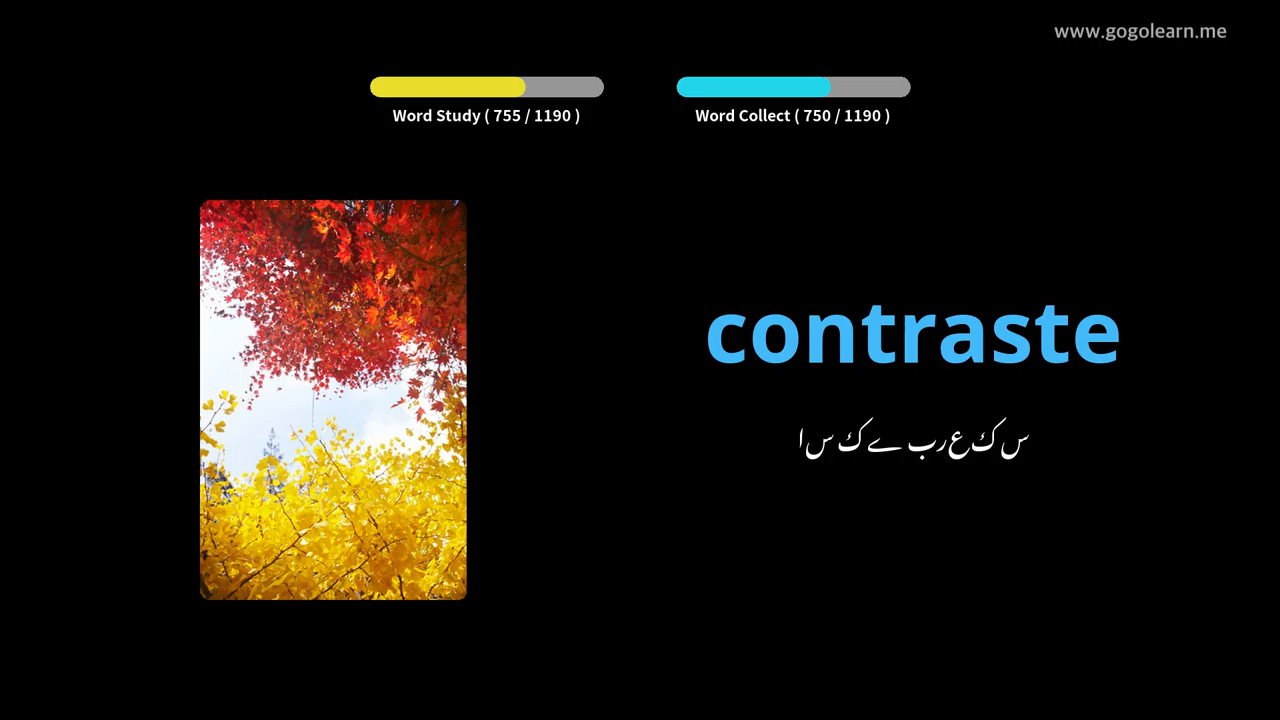 www.gogolearn.me
Word Study ( 755 / 1190 )
Word Collect ( 750 / 1190 )
contraste
س ک ع ر ب ے ک س ا